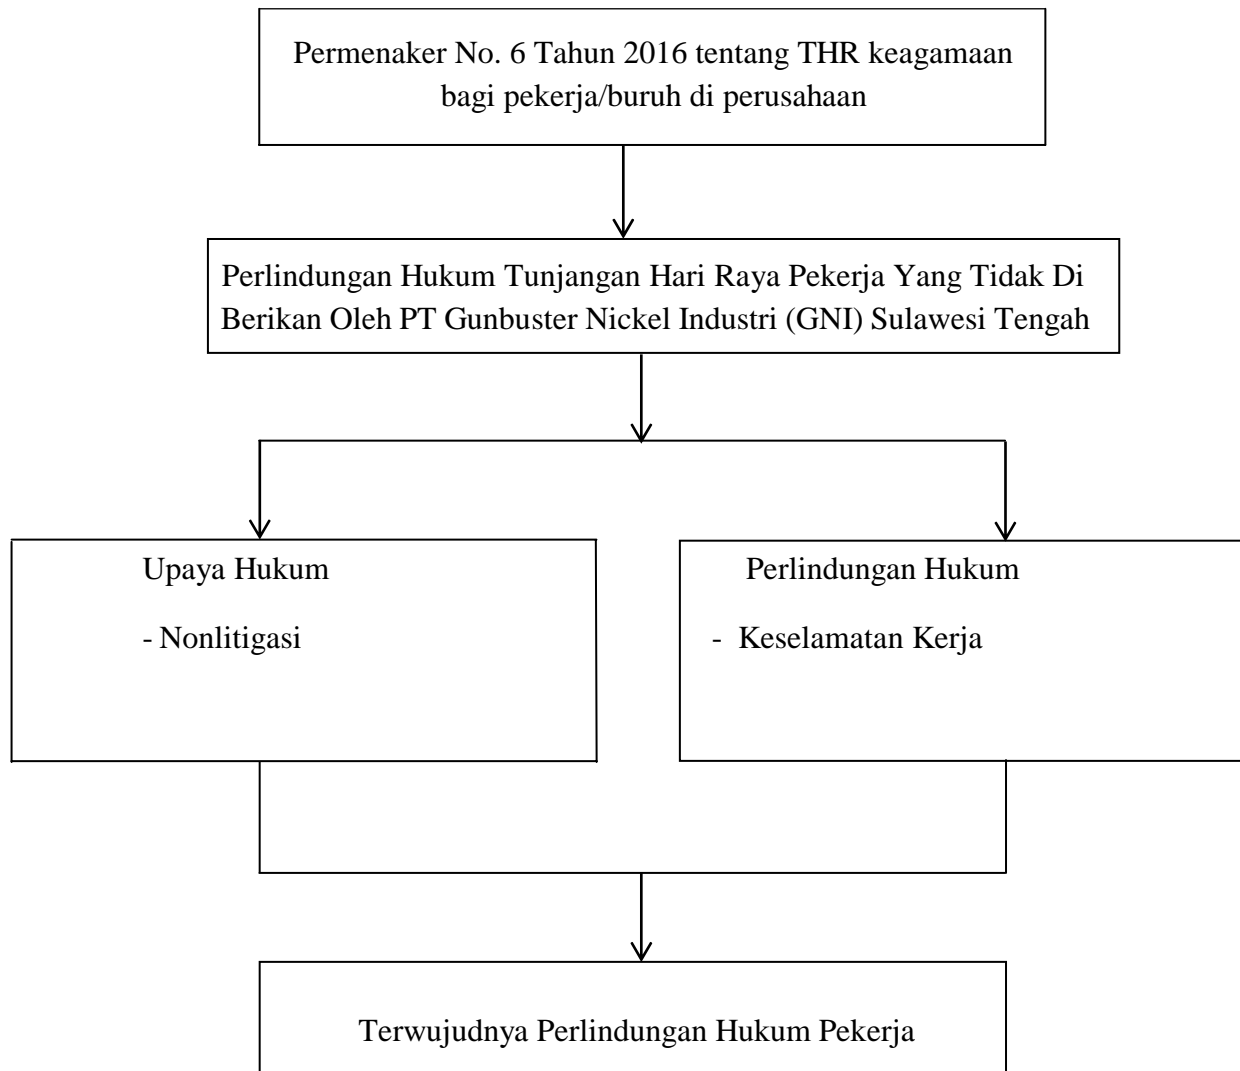 Permenaker No. 6 Tahun 2016 tentang THR keagamaan
bagi pekerja/buruh di perusahaan
Perlindungan Hukum Tunjangan Hari Raya Pekerja Yang Tidak Di
Berikan Oleh PT Gunbuster Nickel Industri (GNI) Sulawesi Tengah
Upaya Hukum
- Nonlitigasi
Perlindungan Hukum
- Keselamatan Kerja
Terwujudnya Perlindungan Hukum Pekerja